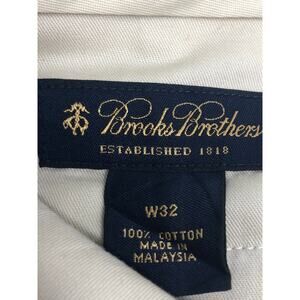 Brooks Brothers
ESTABLISHED 1818
W32
100% COTTON
MADE IN
MALAYSIA